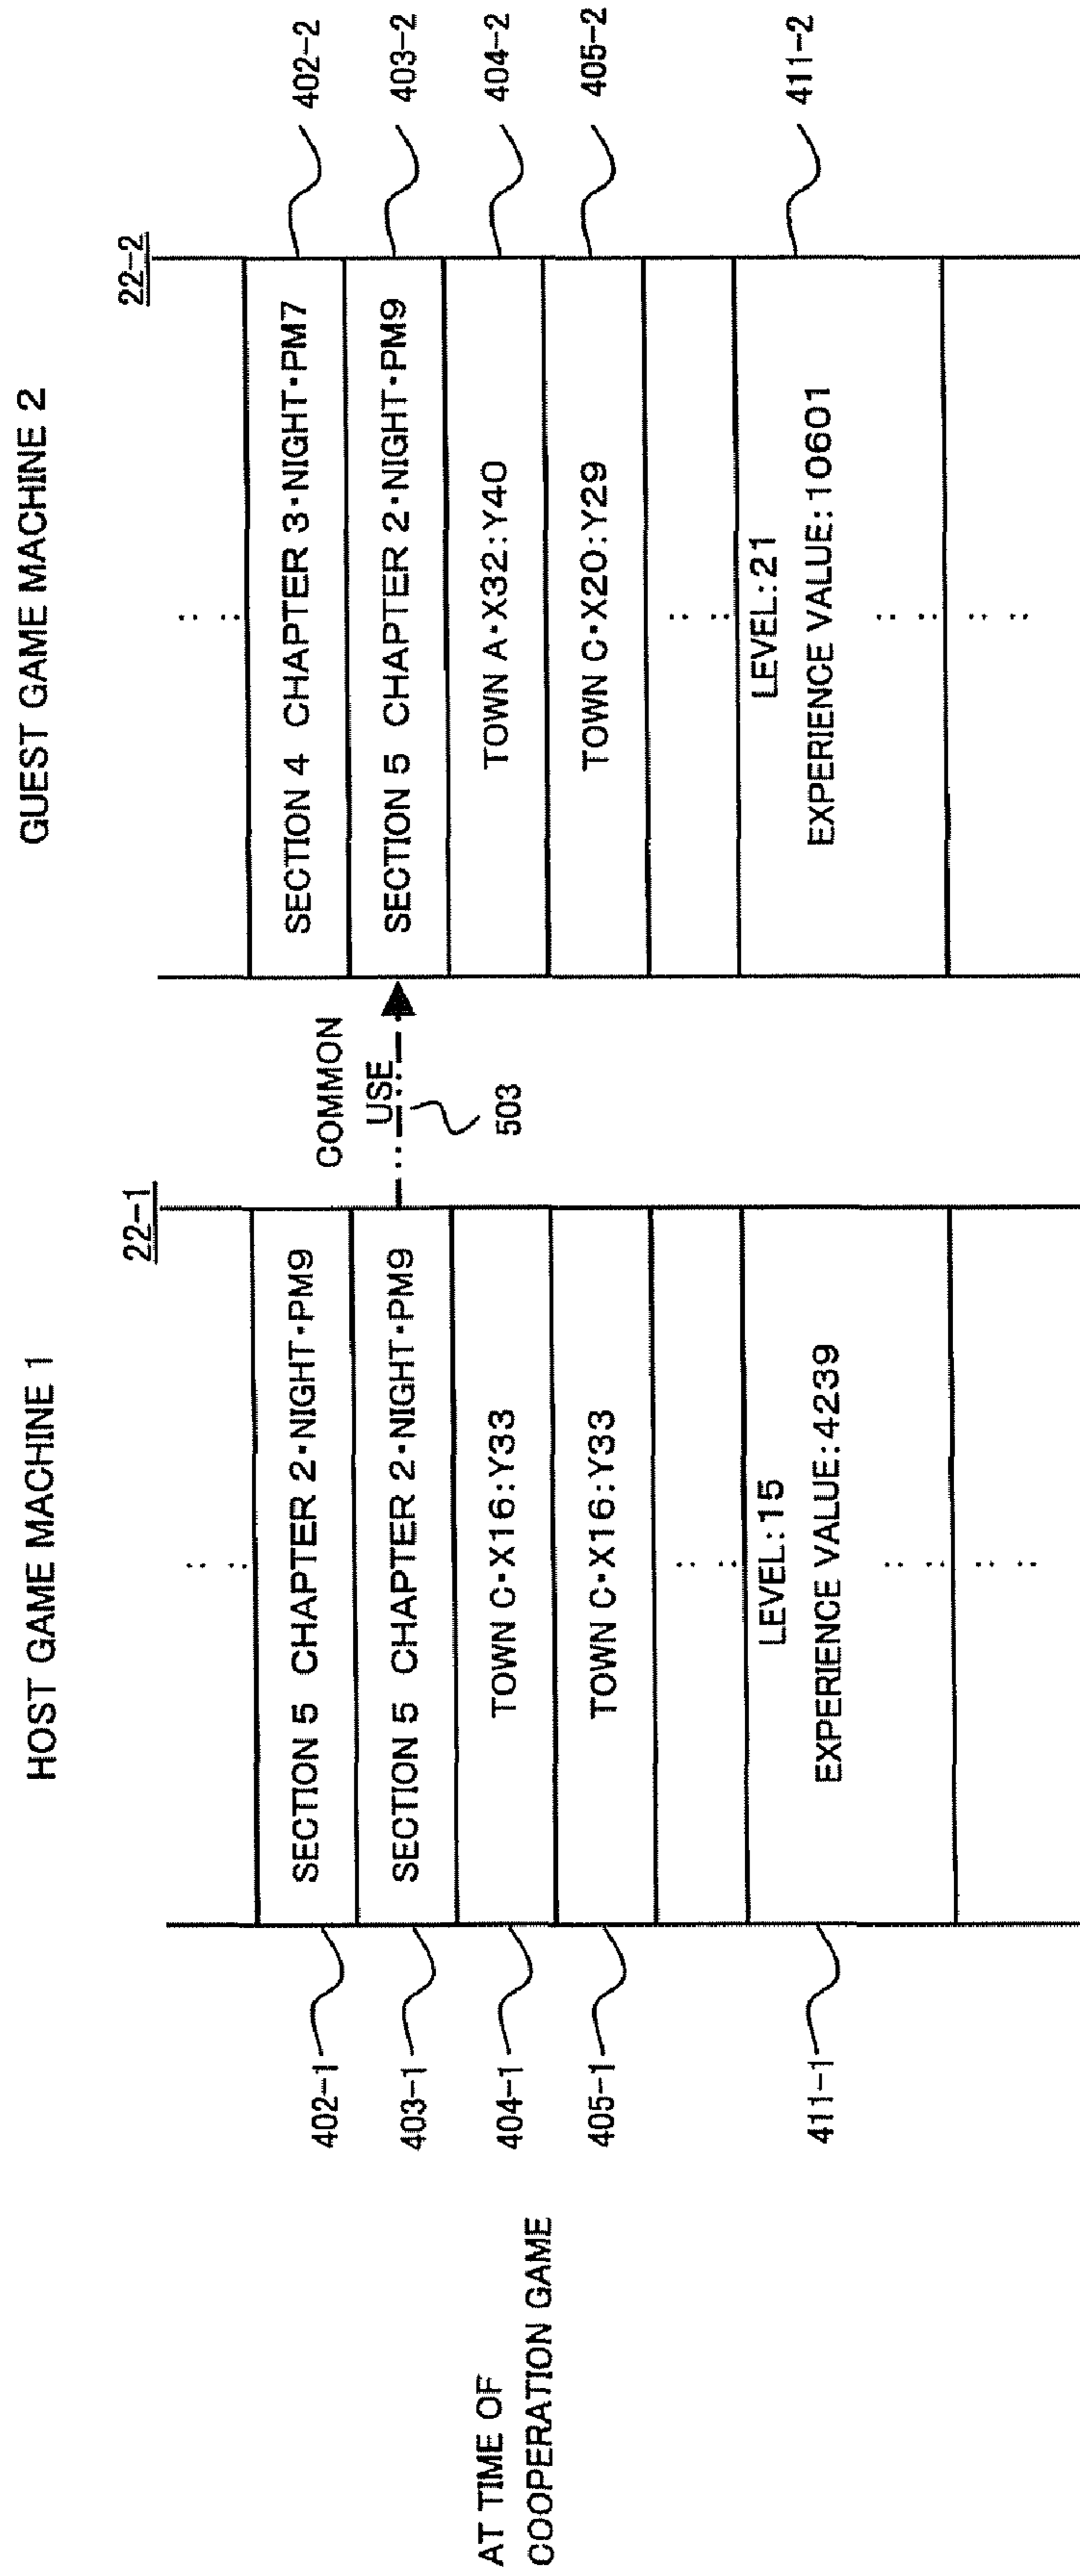 HOST GAME MACHINE 1
GUEST GAME MACHINE 2
22-1
22-2
AT TIME OF
COOPERATION GAME
402-1
SECTION 5 CHAPTER 2·NIGHT·PM9
403-1
SECTION 5 CHAPTER 2·NIGHT·PM9
404-1
TOWN C·X16:Y33
405-1
TOWN C·X16:Y33
411-1
LEVEL:15
EXPERIENCE VALUE:4239
COMMON
USE
503
SECTION 4 CHAPTER 3·NIGHT·PM7
402-2
SECTION 5 CHAPTER 2·NIGHT·PM9
403-2
TOWN A·X32:Y40
404-2
TOWN C·X20:Y29
405-2
LEVEL:21
EXPERIENCE VALUE:10601
411-2